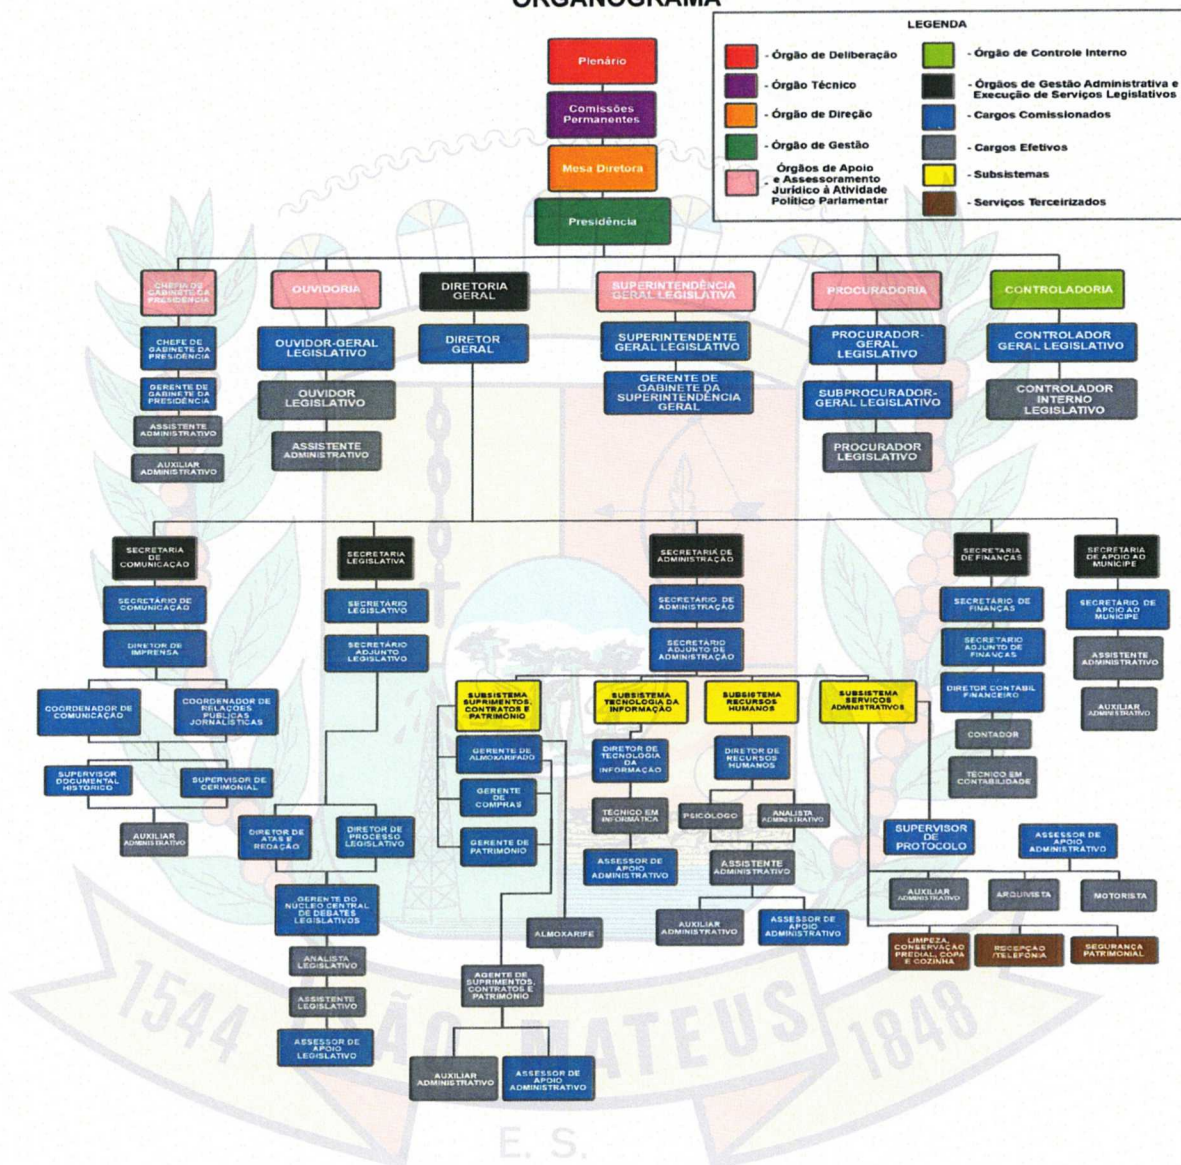 ORGANOGRAMA
LEGENDA
- Órgão de Deliberação
- Órgão Técnico
- Órgão de Direção
- Órgão de Gestão
- Órgãos de Apoio
e Assessoramento
Jurídico à Atividade
Político Parlamentar
- Órgão de Controle Interno
- Órgãos de Gestão Administrativa e
Execução de Serviços Legislativos
- Cargos Comissionados
- Cargos Efetivos
- Subsistemas
- Serviços Terceirizados
Plenário
Comissões
Permanentes
Mesa Diretora
Presidência
CHEFIA DE
GABINETE DA
PRESIDÊNCIA
OUVIDORIA
DIRETORIA
GERAL
SUPERINTENDÊNCIA
GERAL LEGISLATIVA
PROCURADORIA
CONTROLADORIA
CHEFE DE
GABINETE DA
PRESIDÊNCIA
GERENTE DE
GABINETE DA
PRESIDÊNCIA
ASSISTENTE
ADMINISTRATIVO
AUXILIAR
ADMINISTRATIVO
OUVIDOR-GERAL
LEGISLATIVO
OUVIDOR
LEGISLATIVO
ASSISTENTE
ADMINISTRATIVO
DIRETOR
GERAL
SUPERINTENDENTE
GERAL LEGISLATIVO
GERENTE DE
GABINETE DA
SUPERINTENDÊNCIA
GERAL
PROCURADOR-
GERAL
LEGISLATIVO
SUBPROCURADOR-
GERAL LEGISLATIVO
PROCURADOR
LEGISLATIVO
CONTROLADOR
GERAL LEGISLATIVO
CONTROLADOR
INTERNO
LEGISLATIVO
SECRETARIA
DE
COMUNICAÇÃO
SECRETÁRIO DE
COMUNICAÇÃO
DIRETOR DE
IMPRENSA
COORDENADOR DE
COMUNICAÇÃO
COORDENADOR DE
RELAÇÕES
PÚBLICAS
JORNALÍSTICAS
SUPERVISOR
DOCUMENTAL
HISTÓRICO
SUPERVISOR DE
CERIMONIAL
AUXILIAR
ADMINISTRATIVO
SECRETARIA
LEGISLATIVA
SECRETÁRIO
LEGISLATIVO
SECRETÁRIO
ADJUNTO
LEGISLATIVO
DIRETOR DE
ATAS E
REDAÇÃO
DIRETOR DE
PROCESSO
LEGISLATIVO
GERENTE DO
NÚCLEO CENTRAL
DE DEBATES
LEGISLATIVOS
ANALISTA
LEGISLATIVO
ASSISTENTE
LEGISLATIVO
ASSESSOR DE
APOIO
LEGISLATIVO
SECRETARIA DE
ADMINISTRAÇÃO
SECRETÁRIO DE
ADMINISTRAÇÃO
SECRETÁRIO
ADJUNTO DE
ADMINISTRAÇÃO
SUBSISTEMA
SUPRIMENTOS,
CONTRATOS E
PATRIMÔNIO
GERENTE DE
ALMOXARIFADO
GERENTE
DE
COMPRAS
GERENTE DE
PATRIMÔNIO
ALMOXARIFE
AGENTE DE
SUPRIMENTOS,
CONTRATOS E
PATRIMÔNIO
AUXILIAR
ADMINISTRATIVO
ASSESSOR DE
APOIO
ADMINISTRATIVO
SUBSISTEMA
TECNOLOGIA DA
INFORMAÇÃO
DIRETOR DE
TECNOLOGIA
DA
INFORMAÇÃO
TÉCNICO EM
INFORMÁTICA
ASSESSOR DE
APOIO
ADMINISTRATIVO
SUBSISTEMA
RECURSOS
HUMANOS
DIRETOR DE
RECURSOS
HUMANOS
PSICÓLOGO
ANALISTA
ADMINISTRATIVO
ASSISTENTE
ADMINISTRATIVO
AUXILIAR
ADMINISTRATIVO
ASSESSOR DE
APOIO
ADMINISTRATIVO
SUBSISTEMA
SERVIÇOS
ADMINISTRATIVOS
SUPERVISOR
DE
PROTOCOLO
ASSESSOR DE
APOIO
ADMINISTRATIVO
AUXILIAR
ADMINISTRATIVO
ARQUIVISTA
MOTORISTA
LIMPEZA,
CONSERVAÇÃO
PREDIAL, COPA
E COZINHA
RECEPÇÃO
/TELEFONIA
SEGURANÇA
PATRIMONIAL
SECRETARIA
DE FINANÇAS
SECRETÁRIO DE
FINANÇAS
SECRETARIO
ADJUNTO DE
FINANÇAS
DIRETOR CONTABIL
FINANCEIRO
CONTADOR
TÉCNICO EM
CONTABILIDADE
SECRETARIA
DE APOIO AO
MUNICIPE
SECRETÁRIO DE
APOIO AO
MUNICIPE
ASSISTENTE
ADMINISTRATIVO
AUXILIAR
ADMINISTRATIVO
1544 SÃO MATEUS 1848
E. S.